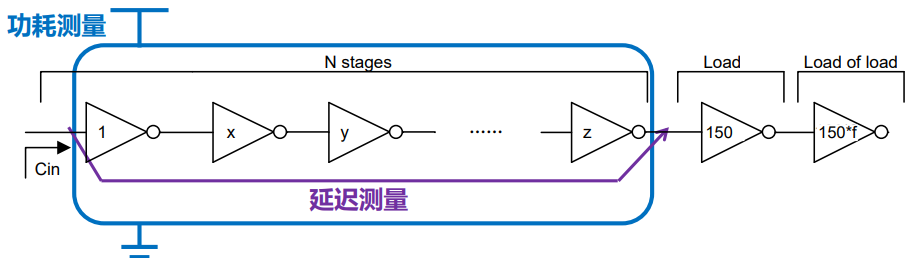 功耗测量
N stages
Load
Load of load
1
x
y
......
z
150
150*f
Cin
延迟测量